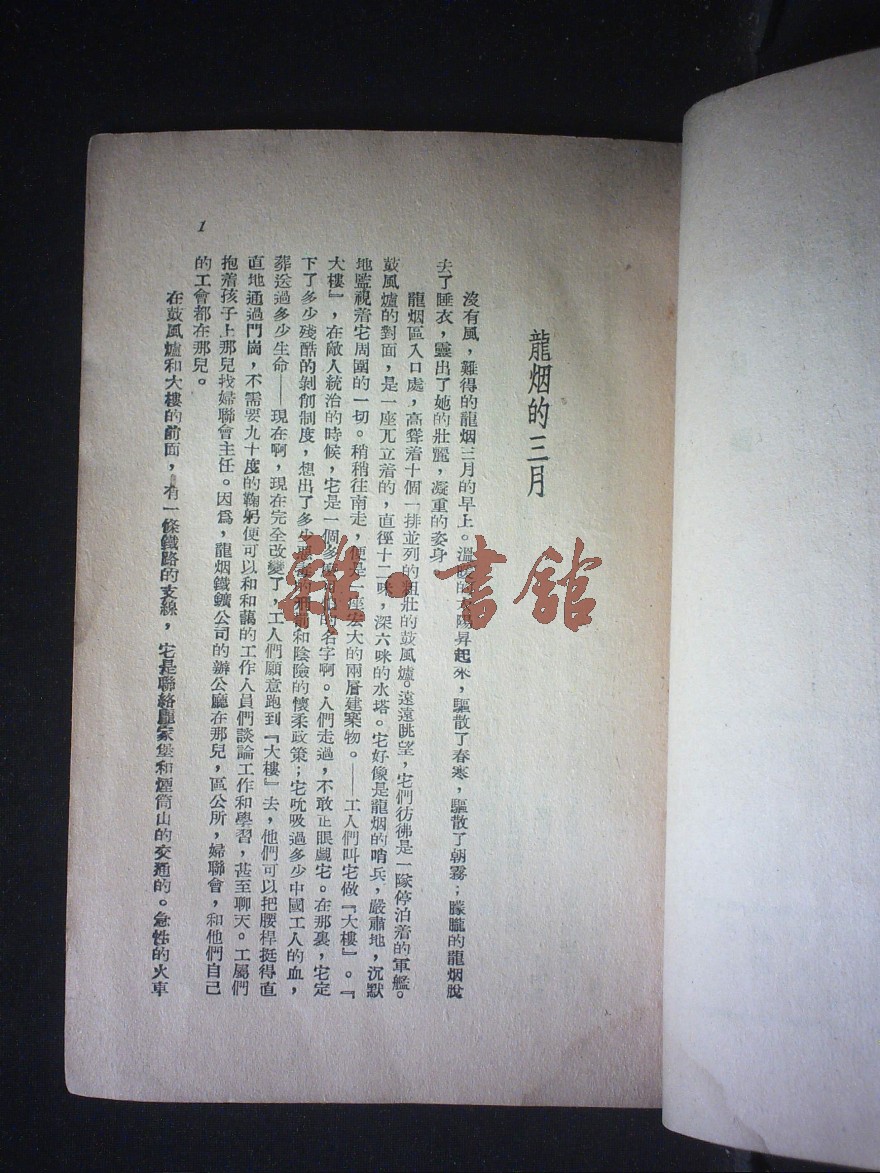 龍烟的三月
沒有風，難得的龍烟三月的早上。溫暖的太陽昇起來，驅散了春寒，驅散了朝霧；朦朧的龍烟脫
去了睡衣，露出了她的壯麗，凝重的姿身
龍烟區入口處，高聳着十個一排並列的粗壯的鼓風爐。遠遠眺望，宅們彷彿是一隊停泊着的軍艦。
鼓風爐的對面，是一座兀立着的，直徑十二咪，深六咪的水塔。宅好像是龍烟的哨兵，嚴肅地，沉默
地監視着宅周圍的一切。稍稍往南走，便是一座宏大的兩層建築物。——工人們叫宅做『大樓』。『
大樓』，在敵人統治的時候，宅是一個多的名字啊。人們走過，不敢正眼覷宅。在那裏，宅定
下了多少殘酷的剝削制度，想出了多少和陰險的懷柔政策；宅吮吸過多少中國工人的血，
葬送過多少生命——現在啊，現在完全改變了，工人們願意跑到『大樓』去，他們可以把腰桿挺得直
直地通過門崗，不需要九十度的鞠躬便可以和和藹的工作人員們談論工作和學習，甚至聊天。工屬們
抱着孩子上那兒找婦聯會主任。因爲，龍烟鐵鑛公司的辦公廳在那兒，區公所，婦聯會，和他們自己
的工會都在那兒。
在鼓風爐和大樓的前面，有一條鐵路的支線，宅是聯絡龐家堡和煙筒山的交通的。急性的火車
1
雜·書舘